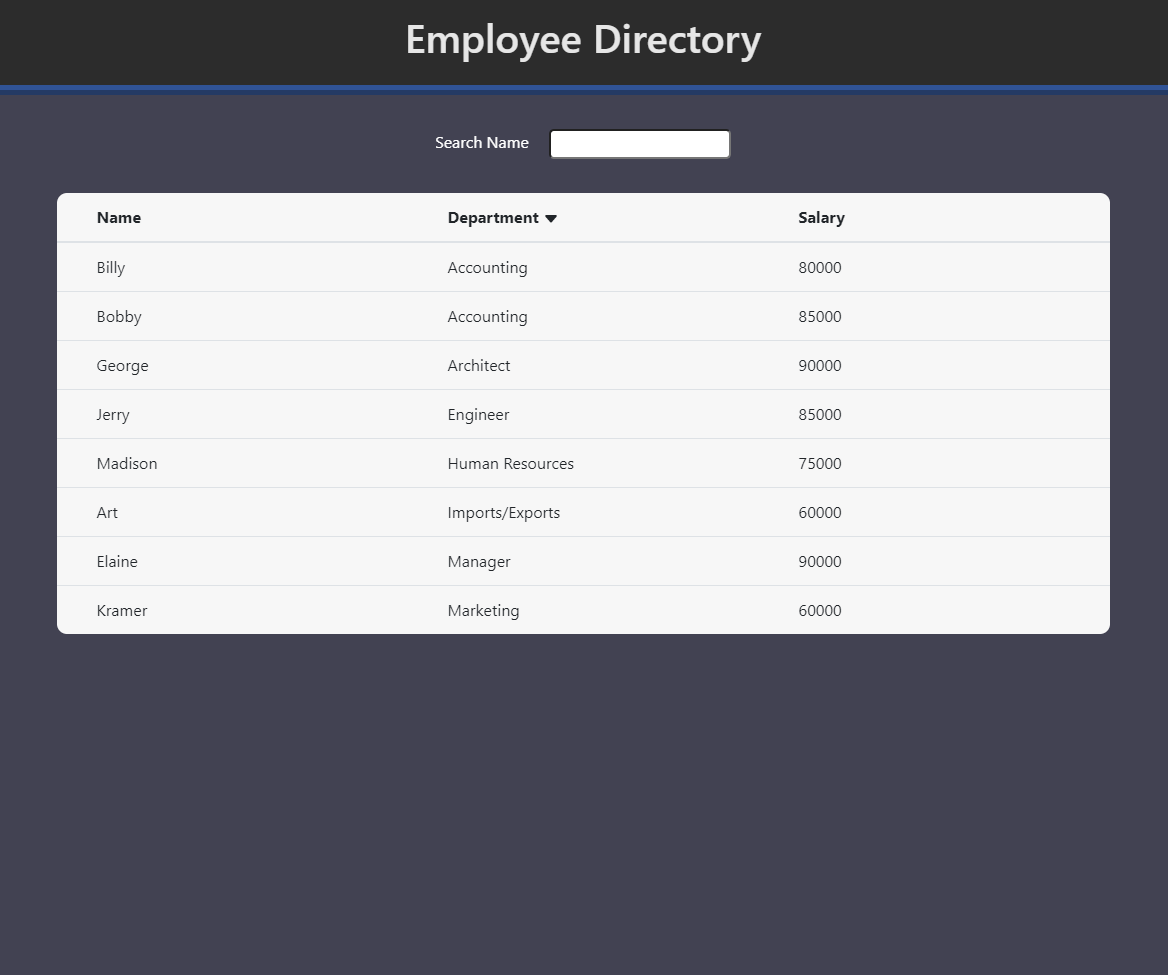 Employee Directory
Search Name
Name Department Salary
Billy Accounting 80000
Bobby Accounting 85000
George Architect 90000
Jerry Engineer 85000
Madison Human Resources 75000
Art Imports/Exports 60000
Elaine Manager 90000
Kramer Marketing 60000